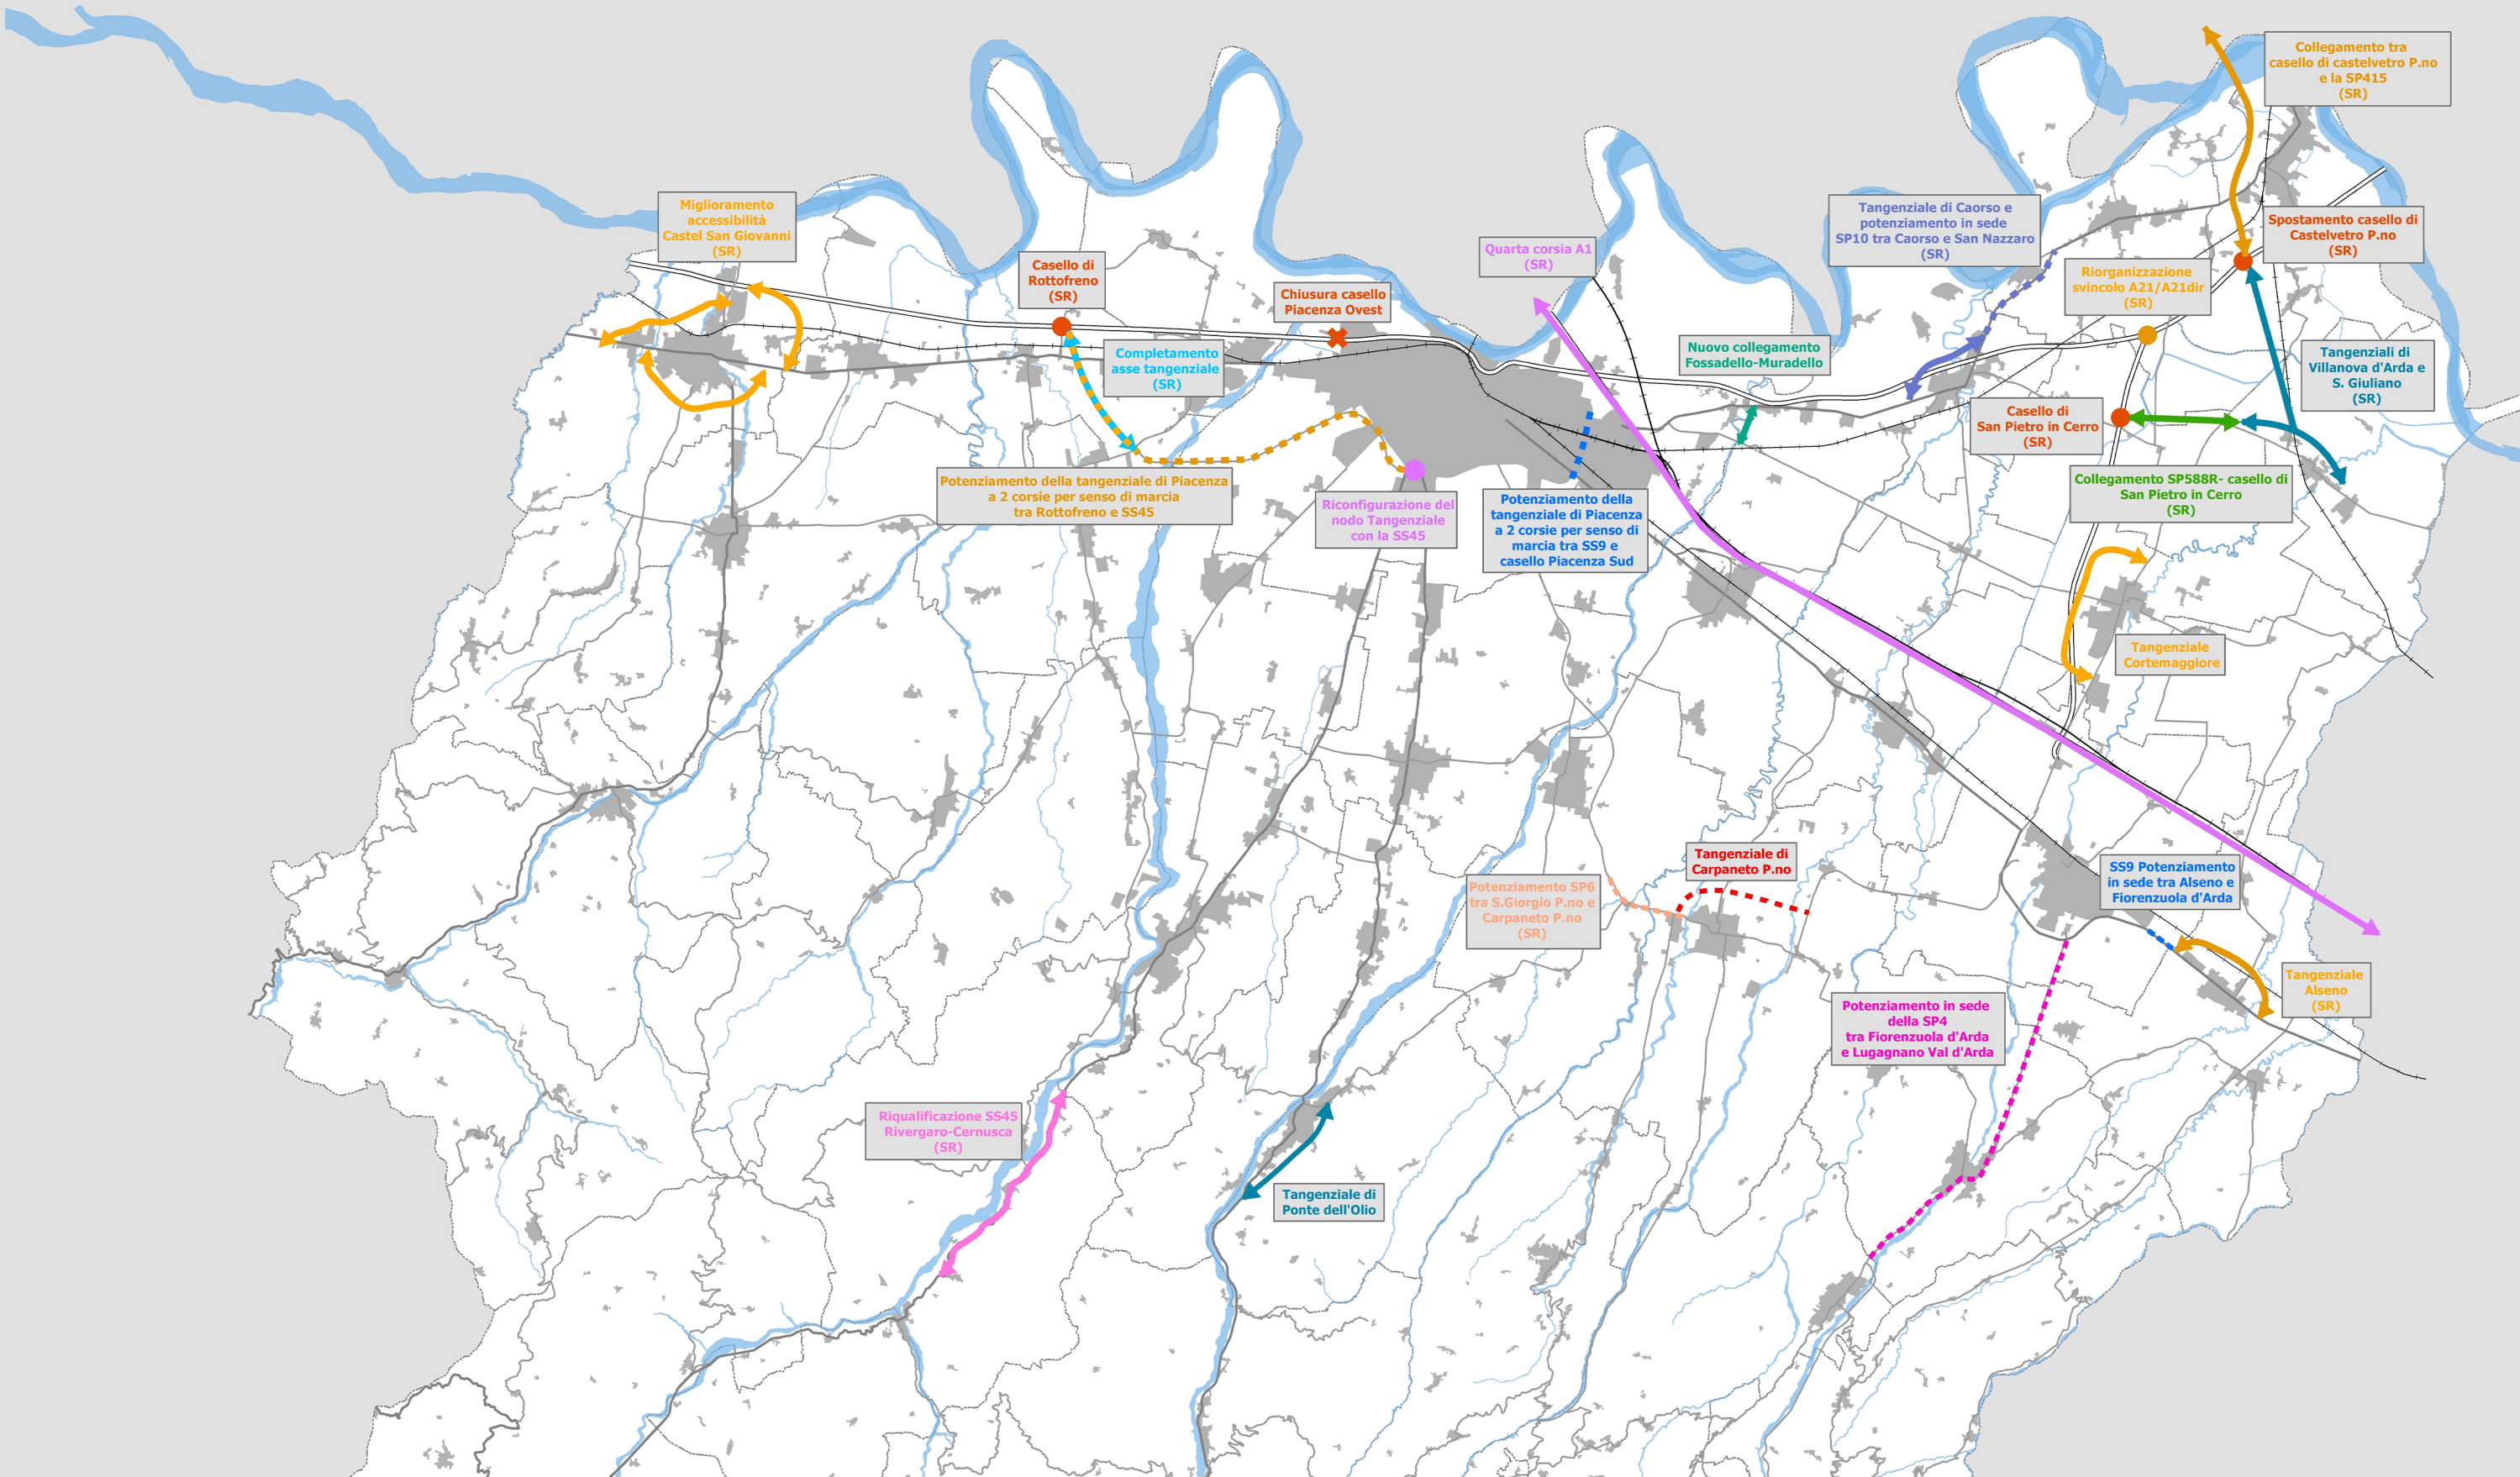 Collegamento tra
casello di castelvetro P.no
e la SP415
(SR)
Miglioramento
accessibilità
Castel San Giovanni
(SR)
Tangenziale di Caorso e
potenziamento in sede
SP10 tra Caorso e San Nazzaro
(SR)
Spostamento casello di
Castelvetro P.no
(SR)
Quarta corsia A1
(SR)
Casello di
Rottofreno
(SR)
Riorganizzazione
svincolo A21/A21dir
(SR)
Chiusura casello
Piacenza Ovest
Completamento
asse tangenziale
(SR)
Nuovo collegamento
Fossadello-Muradello
Tangenziali di
Villanova d'Arda e
S. Giuliano
(SR)
Casello di
San Pietro in Cerro
(SR)
Potenziamento della tangenziale di Piacenza
a 2 corsie per senso di marcia
tra Rottofreno e SS45
Collegamento SP588R- casello di
San Pietro in Cerro
(SR)
Riconfigurazione del
nodo Tangenziale
con la SS45
Potenziamento della
tangenziale di Piacenza
a 2 corsie per senso di
marcia tra SS9 e
casello Piacenza Sud
Tangenziale
Cortemaggiore
Tangenziale di
Carpaneto P.no
SS9 Potenziamento
in sede tra Alseno e
Fiorenzuola d'Arda
Potenziamento SP6
tra S.Giorgio P.no e
Carpaneto P.no
(SR)
Tangenziale
Alseno
(SR)
Potenziamento in sede
della SP4
tra Fiorenzuola d'Arda
e Lugagnano Val d'Arda
Riqualificazione SS45
Rivergaro-Cernusca
(SR)
Tangenziale di
Ponte dell'Olio